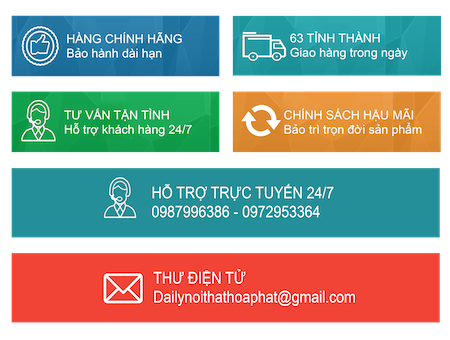 HÀNG CHÍNH HÃNG
Bảo hành dài hạn
63 TỈNH THÀNH
Giao hàng trong ngày
TƯ VẤN TẬN TÌNH
Hỗ trợ khách hàng 24/7
CHÍNH SÁCH HẬU MÃI
Bảo trì trọn đời sản phẩm
HỖ TRỢ TRỰC TUYẾN 24/7
0987996386 - 0972953364
THƯ ĐIỆN TỬ
Dailynoithathoaphat@gmail.com